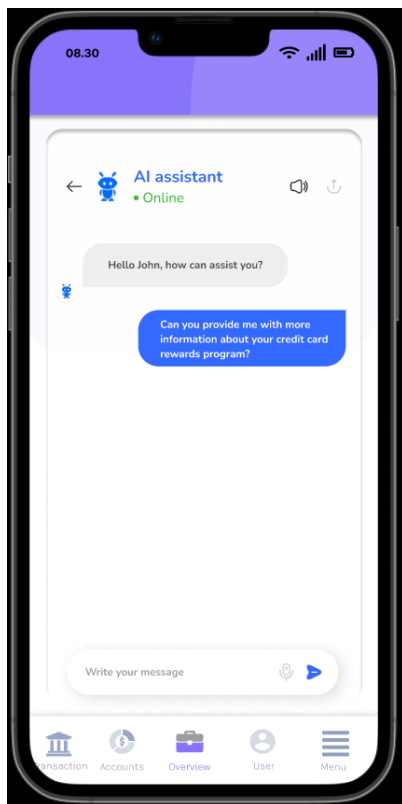 08.30
AI assistant
Online
Hello John, how can assist you?
Can you provide me with more
information about your credit card
rewards program?
Write your message
$
ansaction Accounts Overview User Menu